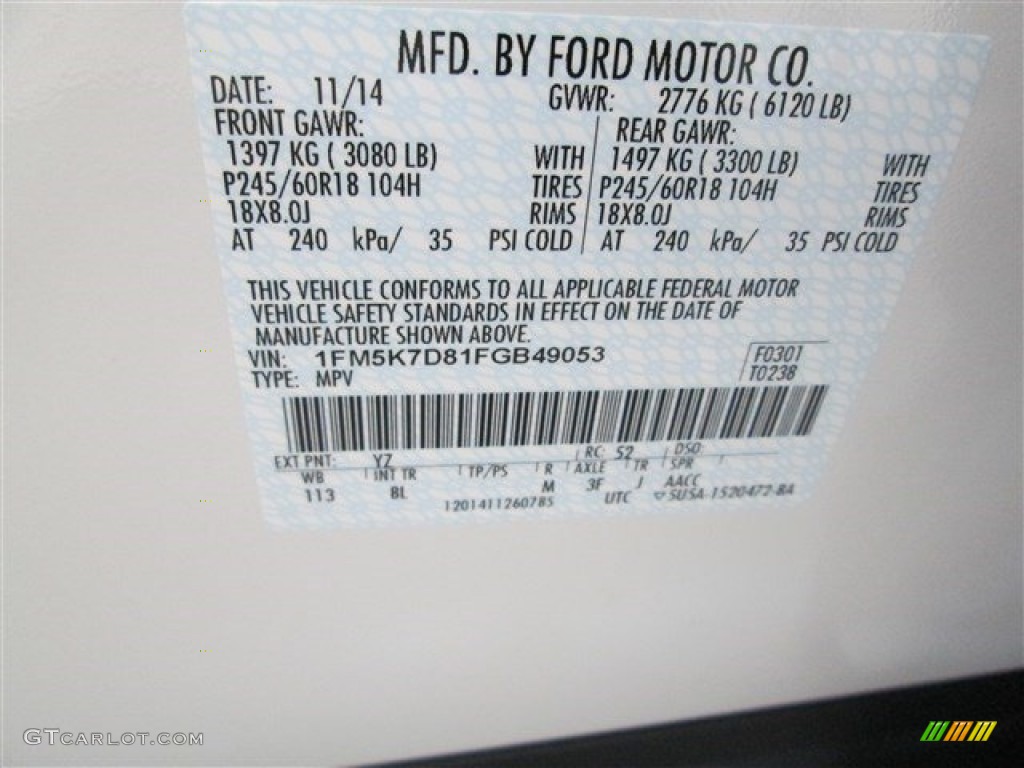 MFD. BY FORD MOTOR CO.
DATE: 11/14 GVWR: 2776 KG ( 6120 LB)
FRONT GAWR: REAR GAWR:
1397 KG ( 3080 LB) WITH 1497 KG ( 3300 LB) WITH
P245/60R18 104H TIRES P245/60R18 104H TIRES
18X8.0J RIMS 18X8.0J RIMS
AT 240 kPa/ 35 PSI COLD AT 240 kPa/ 35 PSI COLD
THIS VEHICLE CONFORMS TO ALL APPLICABLE FEDERAL MOTOR
VEHICLE SAFETY STANDARDS IN EFFECT ON THE DATE OF
MANUFACTURE SHOWN ABOVE.
VIN: 1FM5K7D81FGB49053 F0301
TYPE: MPV T0238
EXT PNT: YZ RC: 52 DSO:
WB INT TR TP/PS R AXLE TR SPR
113 8L M 3F J AACC
1201411260785 UTC SUSA-1520472-BA
GTCARLOT.COM